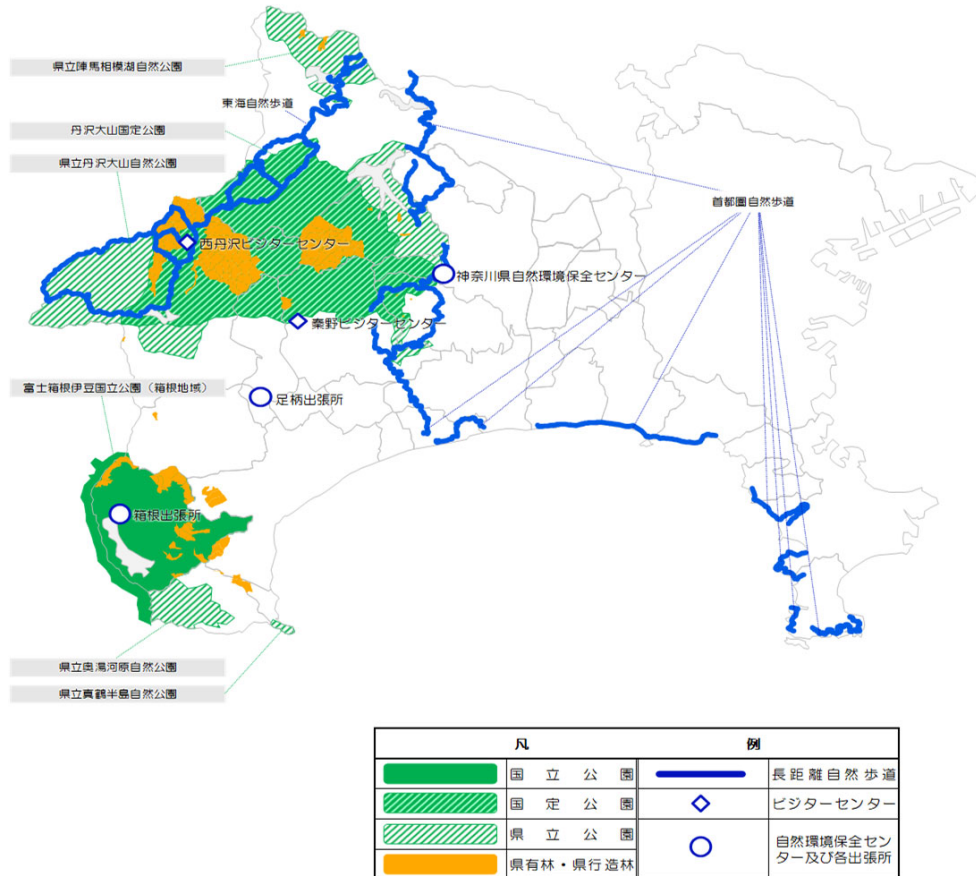 県立陣馬相模湖自然公園
東海自然歩道
丹沢大山国定公園
県立丹沢大山自然公園
首都圏自然歩道
西丹沢ビジターセンター
神奈川県自然環境保全センター
秦野ビジターセンター
富士箱根伊豆国立公園（箱根地域）
足柄出張所
箱根出張所
県立奥湯河原自然公園
県立真鶴半島自然公園
凡例
国立公園
長距離自然歩道
国定公園
ビジターセンター
県立公園
自然環境保全セン
ター及び各出張所
県有林・県行造林